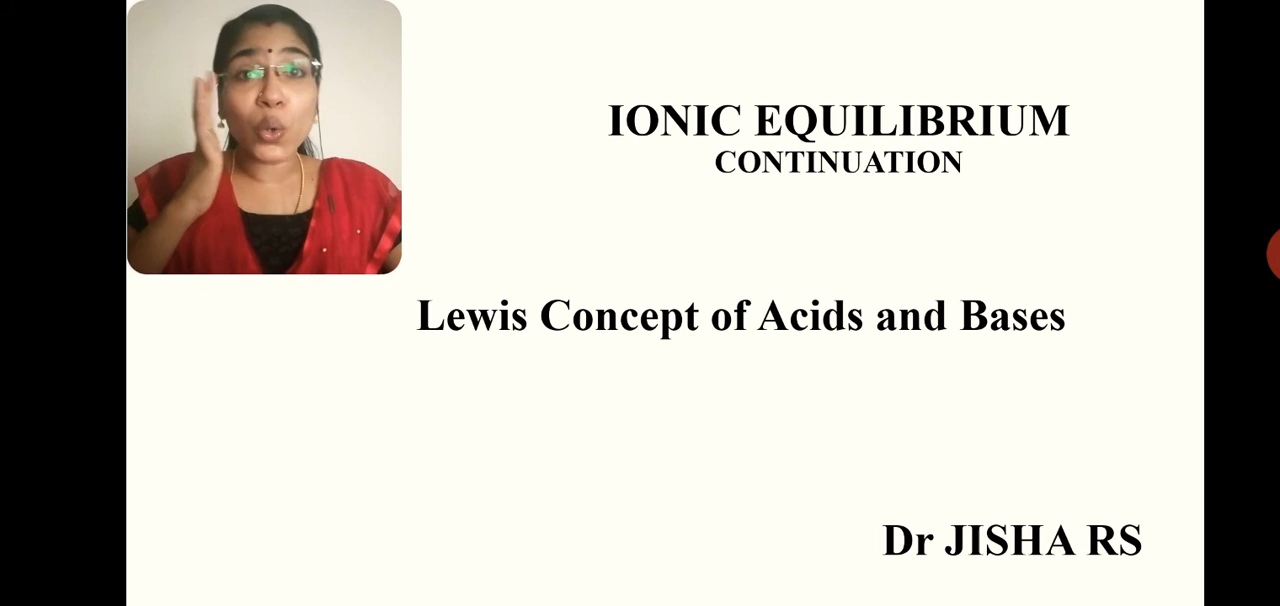 IONIC EQUILIBRIUM
CONTINUATION
Lewis Concept of Acids and Bases
Dr JISHA RS